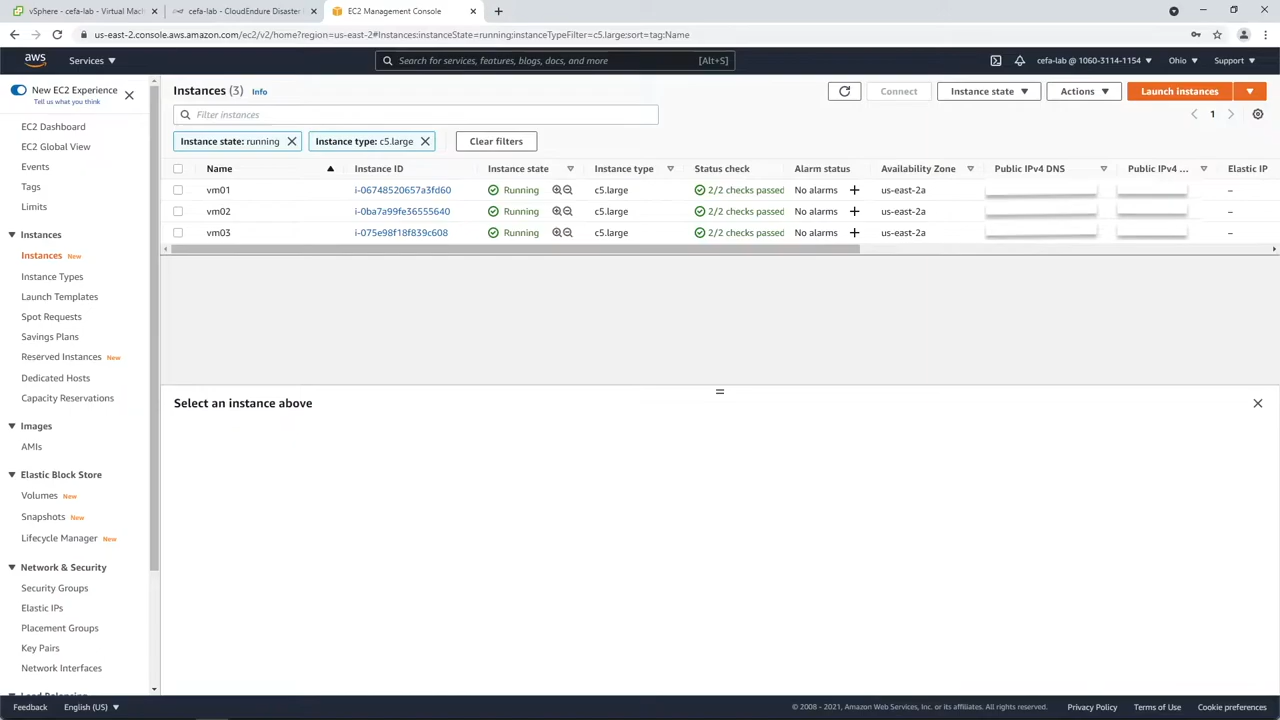 vSphere - cefa-lab - Virtual Mac
cefa-lab - CloudEndure Disaster
EC2 Management Console
us-east-2.console.aws.amazon.com/ec2/v2/home?region=us-east-2#Instances:instanceState=running;instanceTypeFilter=c5.large;sort=tag:Name
aws
Services
Search for services, features, blogs, docs, and more
[Alt+S]
cefa-lab @ 1060-3114-1154
Ohio
Support
New EC2 Experience
Tell us what you think
EC2 Dashboard
EC2 Global View
Events
Tags
Limits
Instances
Instances New
Instance Types
Launch Templates
Spot Requests
Savings Plans
Reserved Instances New
Dedicated Hosts
Capacity Reservations
Images
AMIs
Elastic Block Store
Volumes New
Snapshots New
Lifecycle Manager New
Network & Security
Security Groups
Elastic IPs
Placement Groups
Key Pairs
Network Interfaces
Load Balancing
Instances (3) Info
Connect
Instance state
Actions
Launch instances
Filter instances
1
Instance state: running
Instance type: c5.large
Clear filters
Name Instance ID Instance state Instance type Status check Alarm status Availability Zone Public IPv4 DNS Public IPv4 ... Elastic IP
vm01 i-06748520657a3fd60 Running c5.large 2/2 checks passed No alarms + us-east-2a –
vm02 i-0ba7a99fe36555640 Running c5.large 2/2 checks passed No alarms + us-east-2a –
vm03 i-075e98f18f839c608 Running c5.large 2/2 checks passed No alarms + us-east-2a –
Select an instance above
Feedback
English (US)
© 2008 - 2021, Amazon Web Services, Inc. or its affiliates. All rights reserved.
Privacy Policy
Terms of Use
Cookie preferences